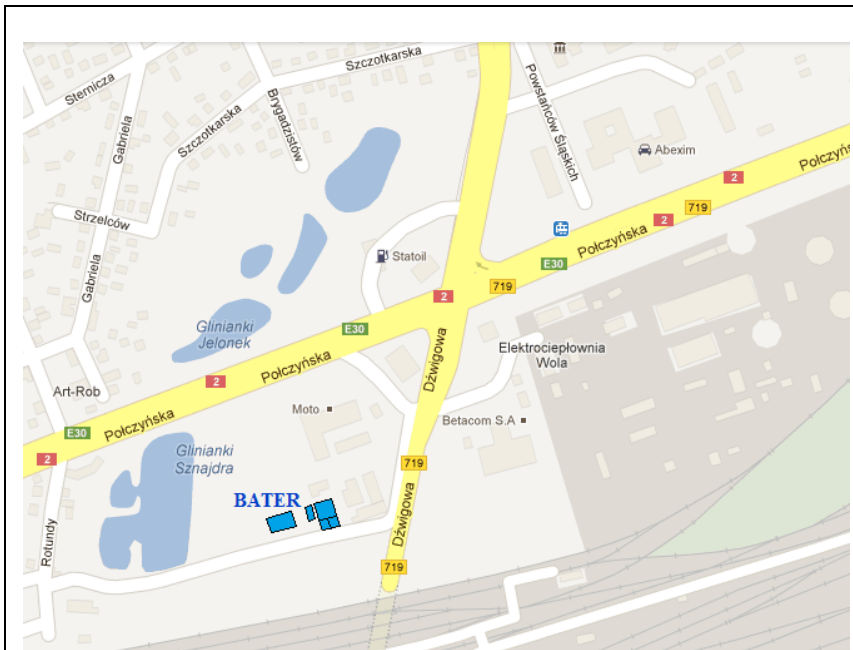 Szczotkarska
Sternicza
Brygadzistów
Powstańców Śląskich
Gabriela
Szczotkarska
Abexim
Połczyńska
2
Strzelców
719
2
Statoil
E30
Gabriela
719
2
Glinianki
Jelonek
E30
Połczyńska
Dźwigowa
Elektrociepłownia
Wola
2
Art-Rob
Moto
Betacom S.A
Połczyńska
E30
2
Glinianki
Sznajdra
719
BATER
Rotundy
Dźwigowa
719